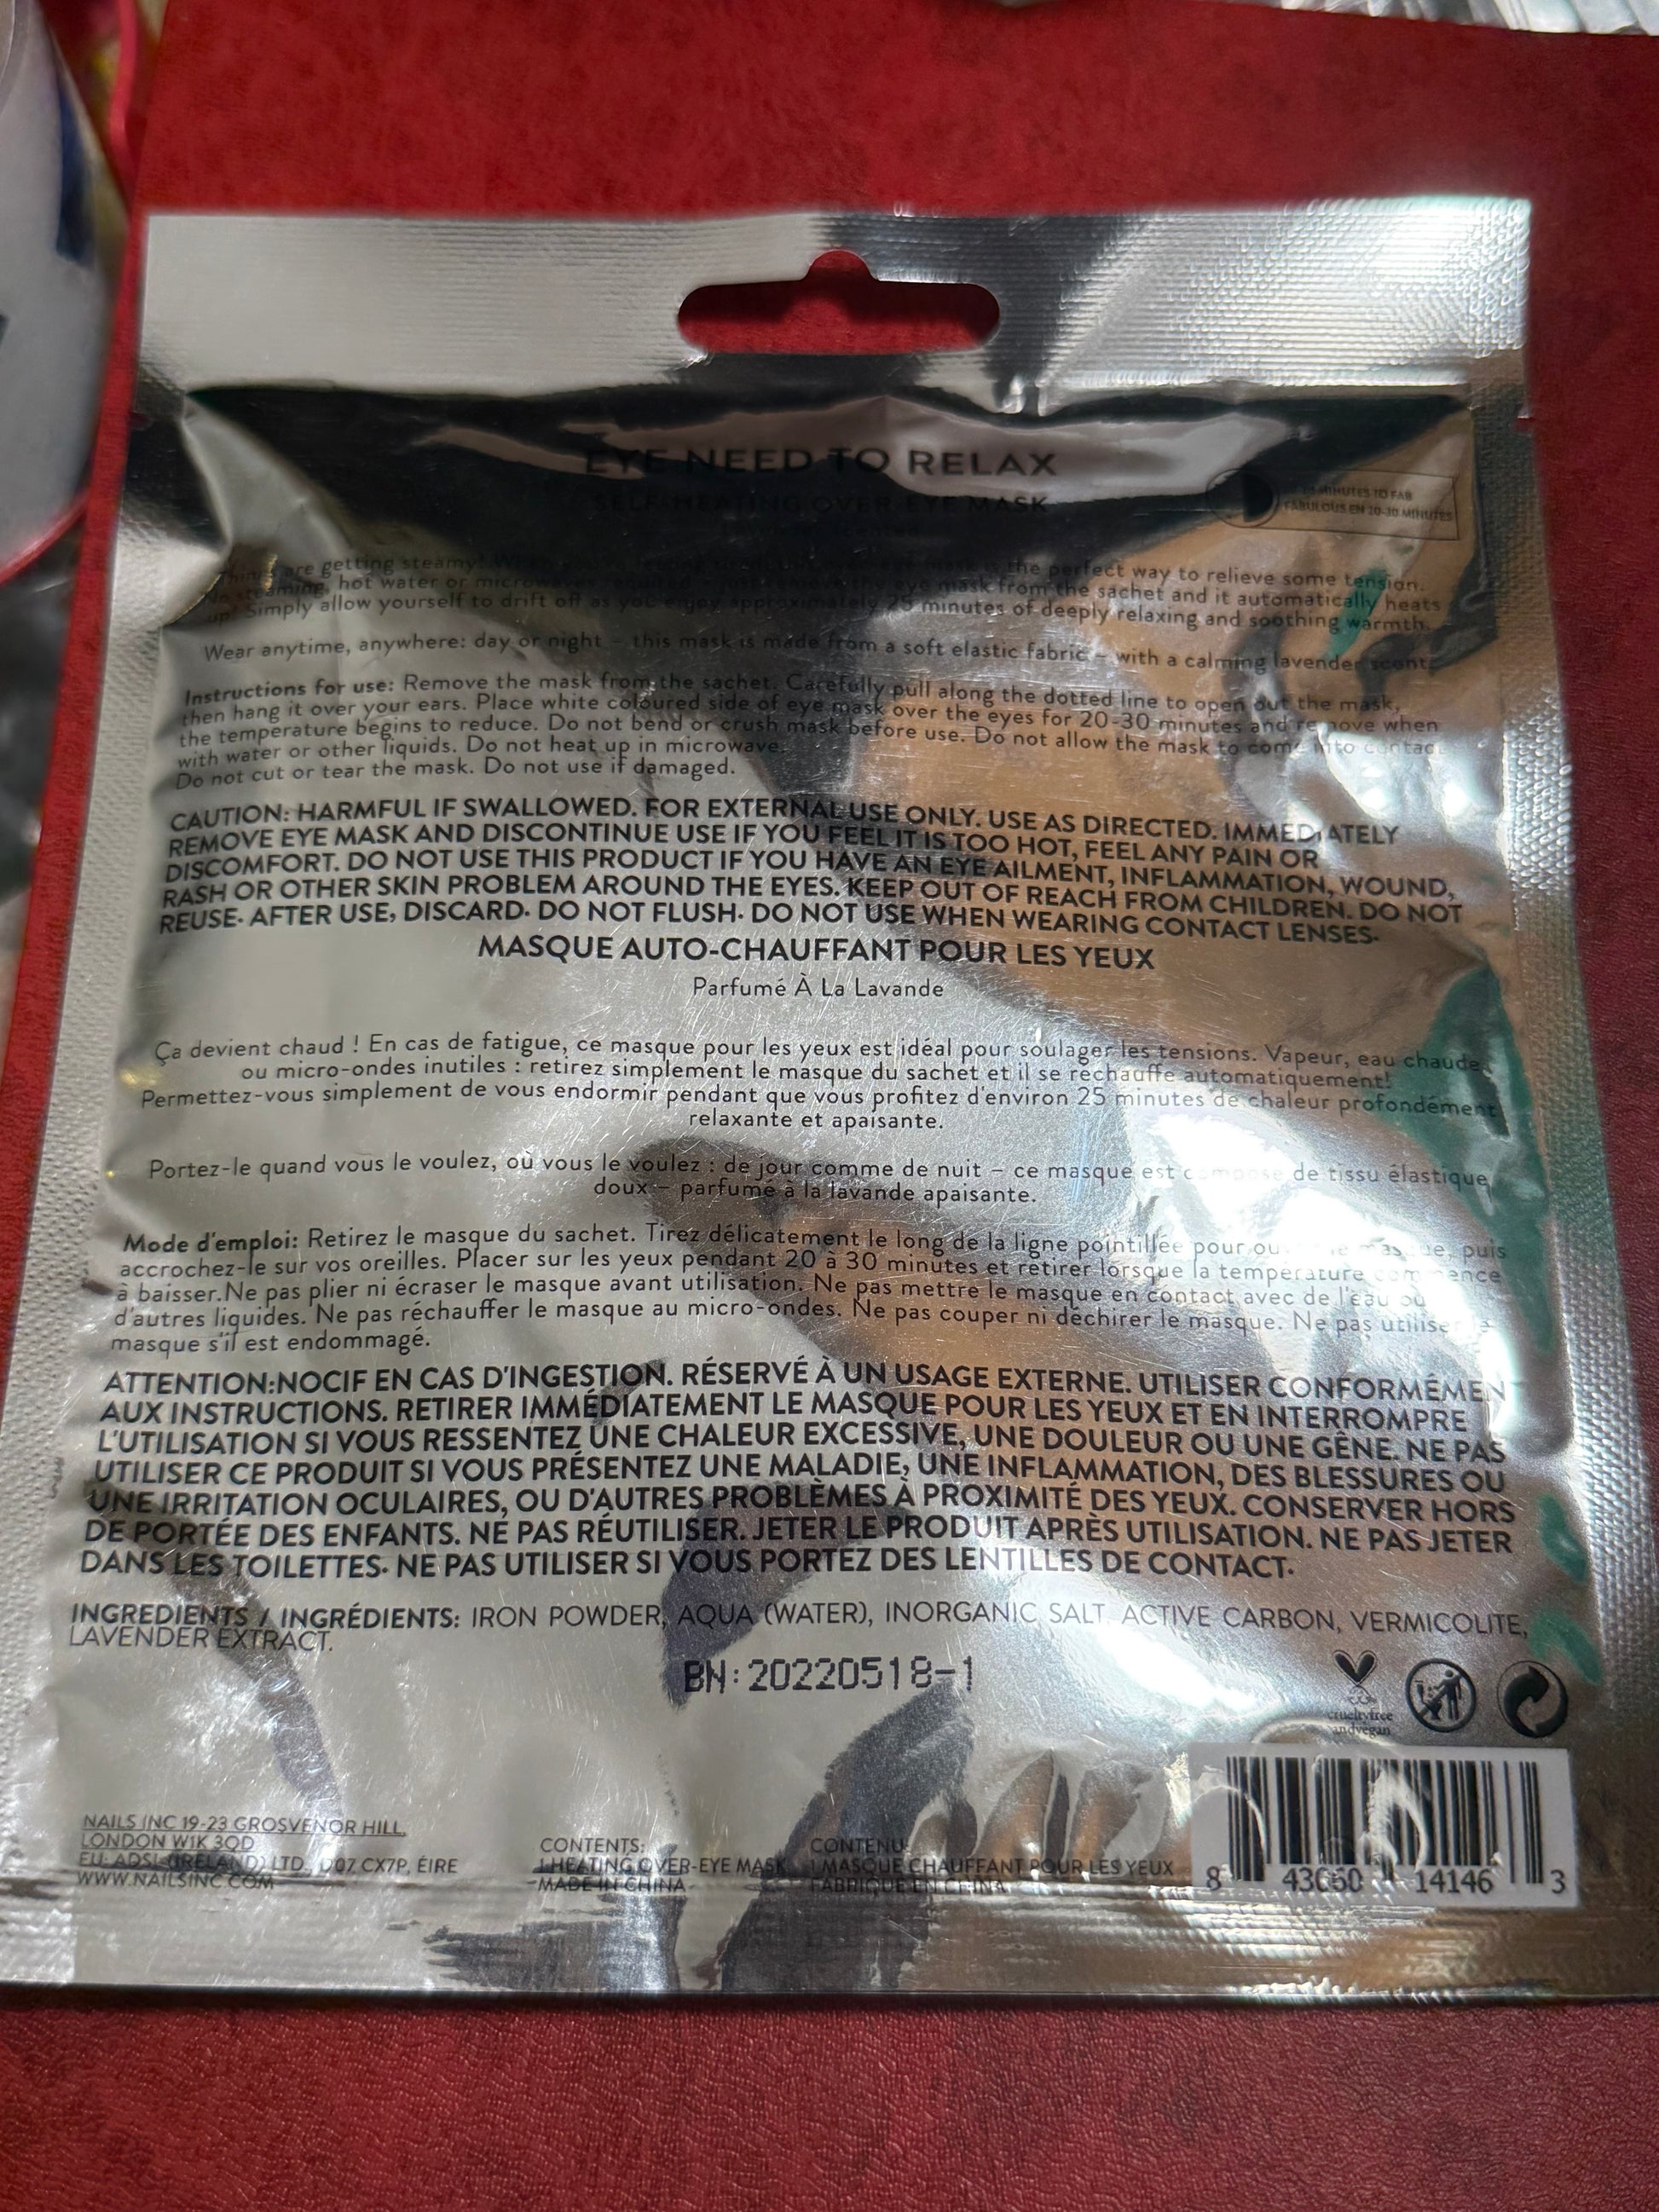 EYE NEED TO RELAX
SELF-HEATING OVER-EYE MASK
MINUTES TO FAB
FABULOUS EN 20-30 MINUTES
Things are getting steamy! the perfect way to relieve some tension.
No steaming, hot water or microwaves eye mask from the sachet and it automatically heats
up! Simply allow yourself to drift off as you enjoy approximately 25 minutes of deeply relaxing and soothing warmth.
Wear anytime, anywhere: day or night – this mask is made from a soft elastic fabric – with a calming lavender scent.
Instructions for use: Remove the mask from the sachet. Carefully pull along the dotted line to open out the mask,
then hang it over your ears. Place white coloured side of eye mask over the eyes for 20-30 minutes and remove when
the temperature begins to reduce. Do not bend or crush mask before use. Do not allow the mask to come into contact
with water or other liquids. Do not heat up in microwave.
Do not cut or tear the mask. Do not use if damaged.
CAUTION: HARMFUL IF SWALLOWED. FOR EXTERNAL USE ONLY. USE AS DIRECTED. IMMEDIATELY
REMOVE EYE MASK AND DISCONTINUE USE IF YOU FEEL IT IS TOO HOT, FEEL ANY PAIN OR
DISCOMFORT. DO NOT USE THIS PRODUCT IF YOU HAVE AN EYE AILMENT, INFLAMMATION, WOUND,
RASH OR OTHER SKIN PROBLEM AROUND THE EYES. KEEP OUT OF REACH FROM CHILDREN. DO NOT
REUSE. AFTER USE, DISCARD. DO NOT FLUSH. DO NOT USE WHEN WEARING CONTACT LENSES.
MASQUE AUTO-CHAUFFANT POUR LES YEUX
Parfumé À La Lavande
Ça devient chaud ! En cas de fatigue, ce masque pour les yeux est idéal pour soulager les tensions. Vapeur, eau chaude
ou micro-ondes inutiles : retirez simplement le masque du sachet et il se rechauffe automatiquement!
Permettez-vous simplement de vous endormir pendant que vous profitez d'environ 25 minutes de chaleur profondément
relaxante et apaisante.
Portez-le quand vous le voulez, où vous le voulez : de jour comme de nuit – ce masque est compose de tissu élastique
doux – parfumé à la lavande apaisante.
Mode d'emploi: Retirez le masque du sachet. Tirez délicatement le long de la ligne pointillée pour puis
accrochez-le sur vos oreilles. Placer sur les yeux pendant 20 à 30 minutes et retirer lorsque la température commence
à baisser.Ne pas plier ni écraser le masque avant utilisation. Ne pas mettre le masque en contact avec de l'eau ou
d'autres liquides. Ne pas réchauffer le masque au micro-ondes. Ne pas couper ni déchirer le masque. Ne pas utiliser le
masque s'il est endommagé.
ATTENTION:NOCIF EN CAS D'INGESTION. RÉSERVÉ À UN USAGE EXTERNE. UTILISER CONFORMÉMEN
AUX INSTRUCTIONS. RETIRER IMMÉDIATEMENT LE MASQUE POUR LES YEUX ET EN INTERROMPRE
L'UTILISATION SI VOUS RESSENTEZ UNE CHALEUR EXCESSIVE, UNE DOULEUR OU UNE GÊNE. NE PAS
UTILISER CE PRODUIT SI VOUS PRÉSENTEZ UNE MALADIE, UNE INFLAMMATION, DES BLESSURES OU
UNE IRRITATION OCULAIRES, OU D'AUTRES PROBLÈMES À PROXIMITÉ DES YEUX. CONSERVER HORS
DE PORTÉE DES ENFANTS. NE PAS RÉUTILISER. JETER LE PRODUIT APRÈS UTILISATION. NE PAS JETER
DANS LES TOILETTES. NE PAS UTILISER SI VOUS PORTEZ DES LENTILLES DE CONTACT.
INGREDIENTS / INGRÉDIENTS: IRON POWDER, AQUA (WATER), INORGANIC SALT, ACTIVE CARBON, VERMICOLITE,
LAVENDER EXTRACT.
BN:20220518-1
crueltyfree
andvegan
NAILS INC 19-23 GROSVENOR HILL,
LONDON W1K 3QD
EU: ADSL (IRELAND) LTD, D07 CX7P, ÉIRE
WWW.NAILSINC.COM
CONTENTS:
1 HEATING OVER-EYE MASK
MADE IN CHINA
CONTENU:
1 MASQUE CHAUFFANT POUR LES YEUX
FABRIQUÉ EN CHINA
8 43060 14146 3